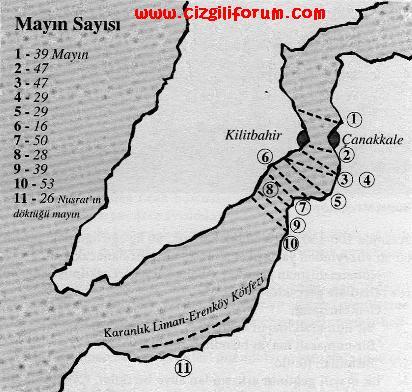 www.cizgiliforum.com
Mayın Sayısı
1 - 39 Mayın
2 - 47
3 - 47
4 - 29
5 - 29
6 - 16
7 - 50
8 - 28
9 - 39
10 - 53
11 - 26 Nusrat'ın
döktüğü mayın
Kilitbahir
Çanakkale
1
2
3
4
5
6
7
8
9
10
Karanlık Liman-Erenköy Körfezi
11